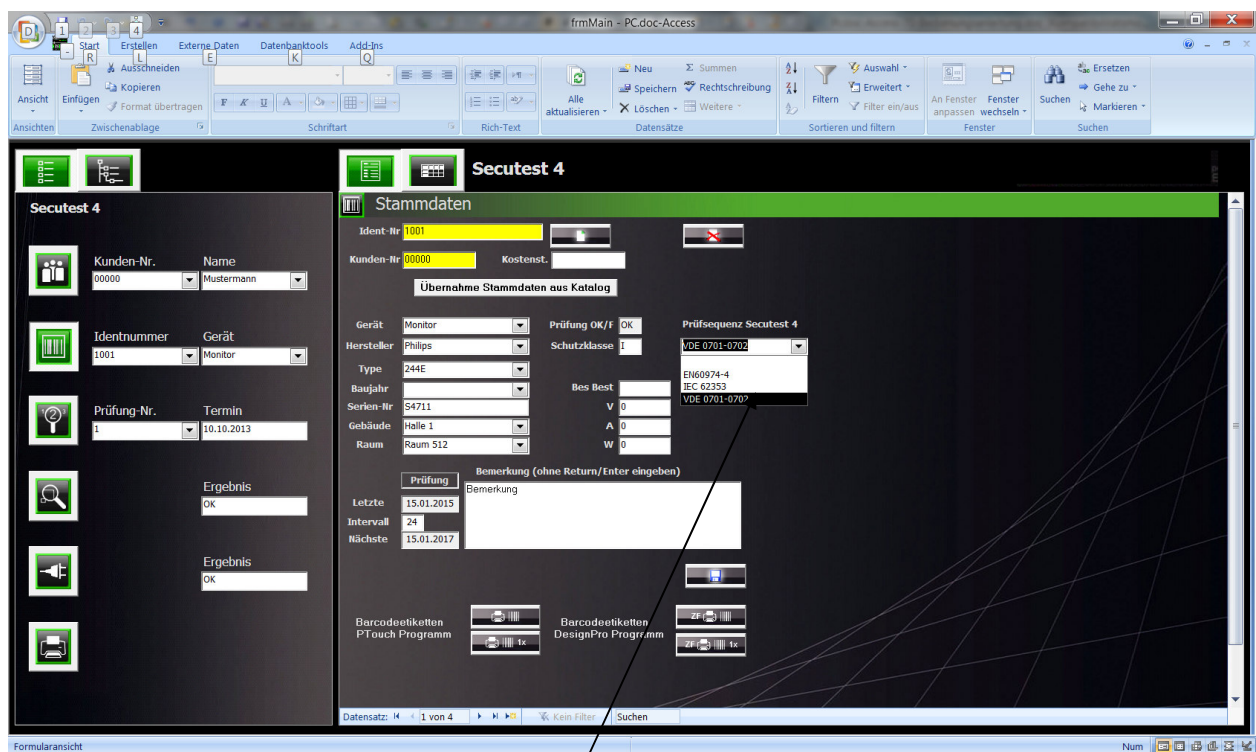 frmMain - PC.doc-Access
1 2 3 4
Start Erstellen Externe Daten Datenbanktools Add-Ins
R L E K Q
Ansicht
Ansichten
Einfügen
Ausschneiden
Kopieren
Format übertragen
Zwischenablage
F K U A
Schriftart
Rich-Text
Alle aktualisieren
Neu
Speichern
Löschen
Summen
Rechtschreibung
Weitere
Datensätze
Filtern
Auswahl
Erweitert
Filter ein/aus
Sortieren und filtern
An Fenster anpassen
Fenster wechseln
Fenster
Suchen
Ersetzen
Gehe zu
Markieren
Suchen
Secutest 4
Kunden-Nr. Name
00000 Mustermann
Identnummer Gerät
1001 Monitor
Prüfung-Nr. Termin
1 10.10.2013
Ergebnis
OK
Ergebnis
OK
Secutest 4
Stammdaten
Ident-Nr 1001
Kunden-Nr 00000 Kostenst.
Übernahme Stammdaten aus Katalog
Gerät Monitor Prüfung OK/F OK Prüfsequenz Secutest 4
Hersteller Philips Schutzklasse I VDE 0701-0702
Type 244E EN60974-4
Baujahr Bes Best IEC 62353
Serien-Nr S4711 V 0 VDE 0701-0702
Gebäude Halle 1 A 0
Raum Raum 512 W 0
Prüfung Bemerkung (ohne Return/Enter eingeben)
Letzte 15.01.2015 Bemerkung
Intervall 24
Nächste 15.01.2017
Barcodeetiketten PTouch Programm
1x
Barcodeetiketten DesignPro Programm
ZF
ZF 1x
Datensatz: 1 von 4 Kein Filter Suchen
Formularansicht Num